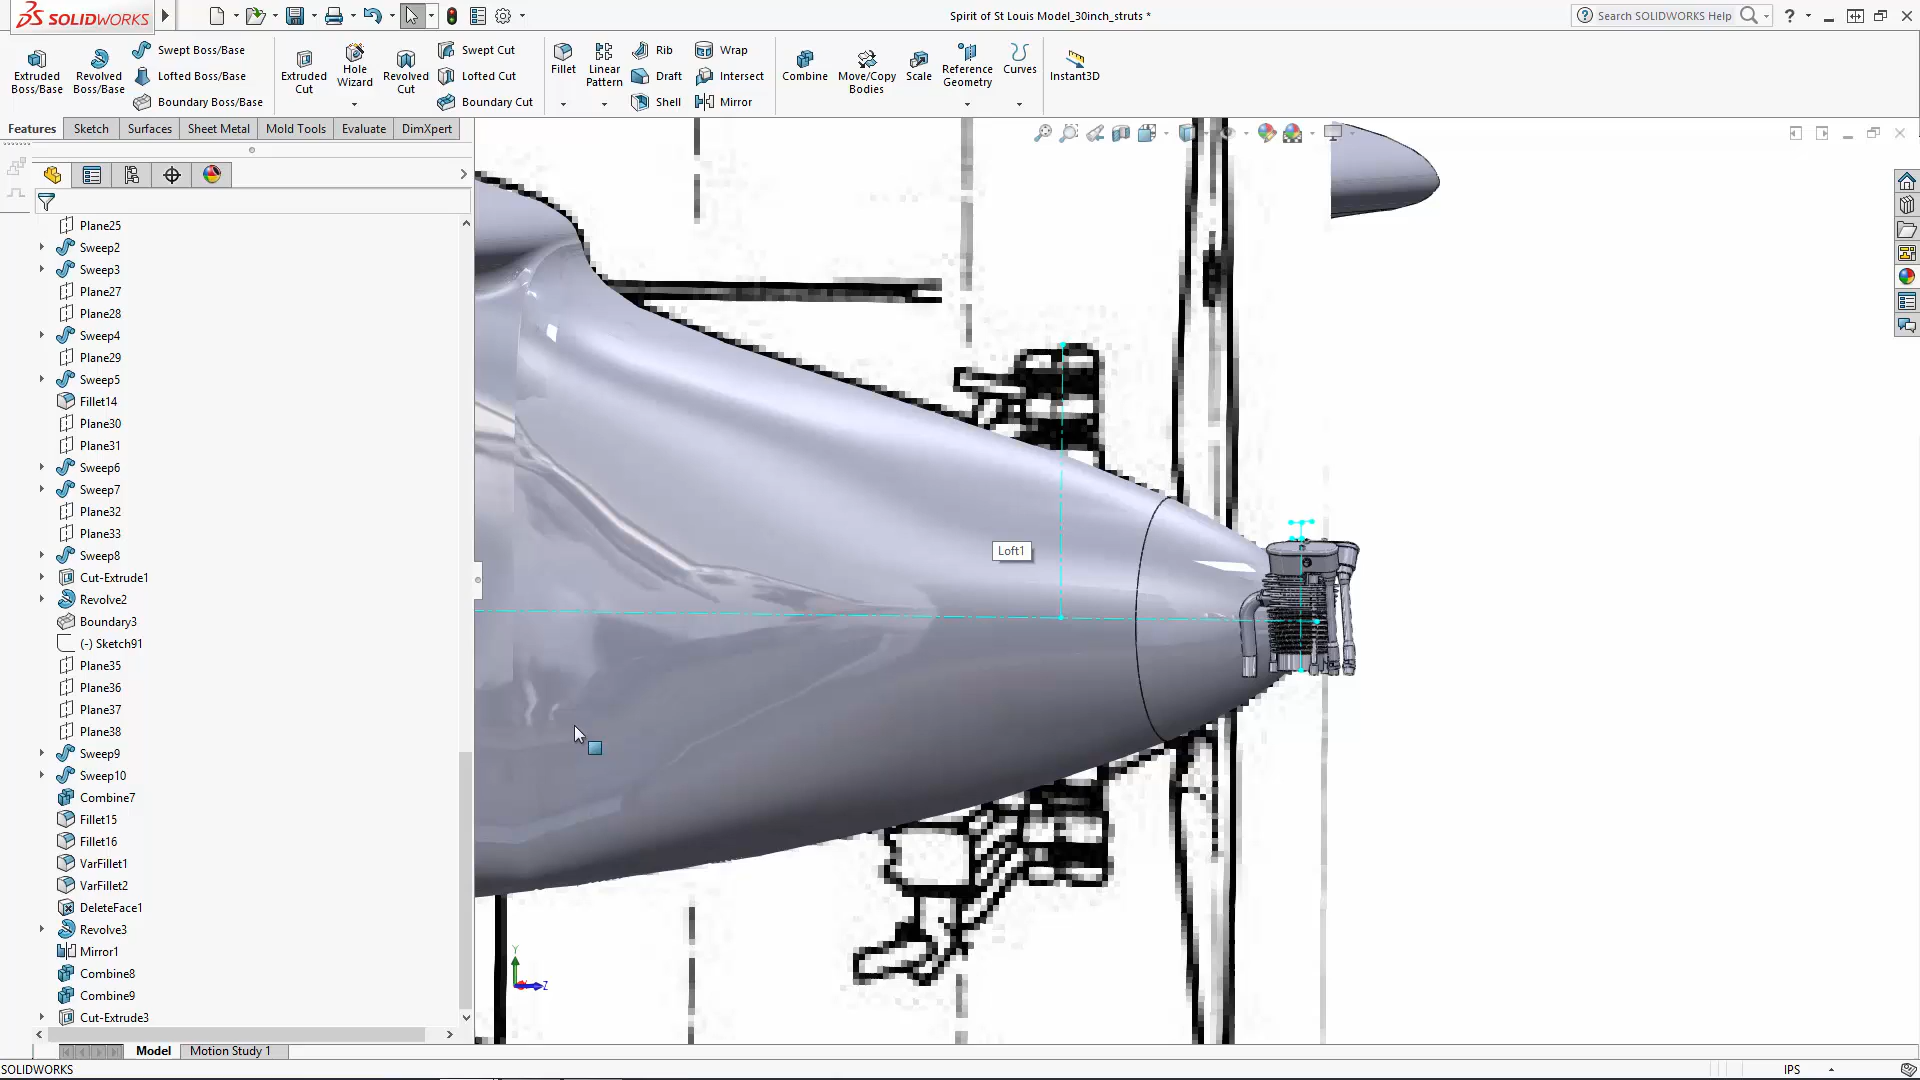 SOLIDWORKS
Spirit of St Louis Model_30inch_struts *
Search SOLIDWORKS Help
Extruded Boss/Base
Revolved Boss/Base
Swept Boss/Base
Lofted Boss/Base
Boundary Boss/Base
Extruded Cut
Hole Wizard
Revolved Cut
Swept Cut
Lofted Cut
Boundary Cut
Fillet
Linear Pattern
Rib
Draft
Shell
Wrap
Intersect
Mirror
Combine
Move/Copy Bodies
Scale
Reference Geometry
Curves
Instant3D
Features
Sketch
Surfaces
Sheet Metal
Mold Tools
Evaluate
DimXpert
Plane25
Sweep2
Sweep3
Plane27
Plane28
Sweep4
Plane29
Sweep5
Fillet14
Plane30
Plane31
Sweep6
Sweep7
Plane32
Plane33
Sweep8
Cut-Extrude1
Revolve2
Boundary3
(-) Sketch91
Plane35
Plane36
Plane37
Plane38
Sweep9
Sweep10
Combine7
Fillet15
Fillet16
VarFillet1
VarFillet2
DeleteFace1
Revolve3
Mirror1
Combine8
Combine9
Cut-Extrude3
Loft1
Y
Z
Model
Motion Study 1
SOLIDWORKS
IPS